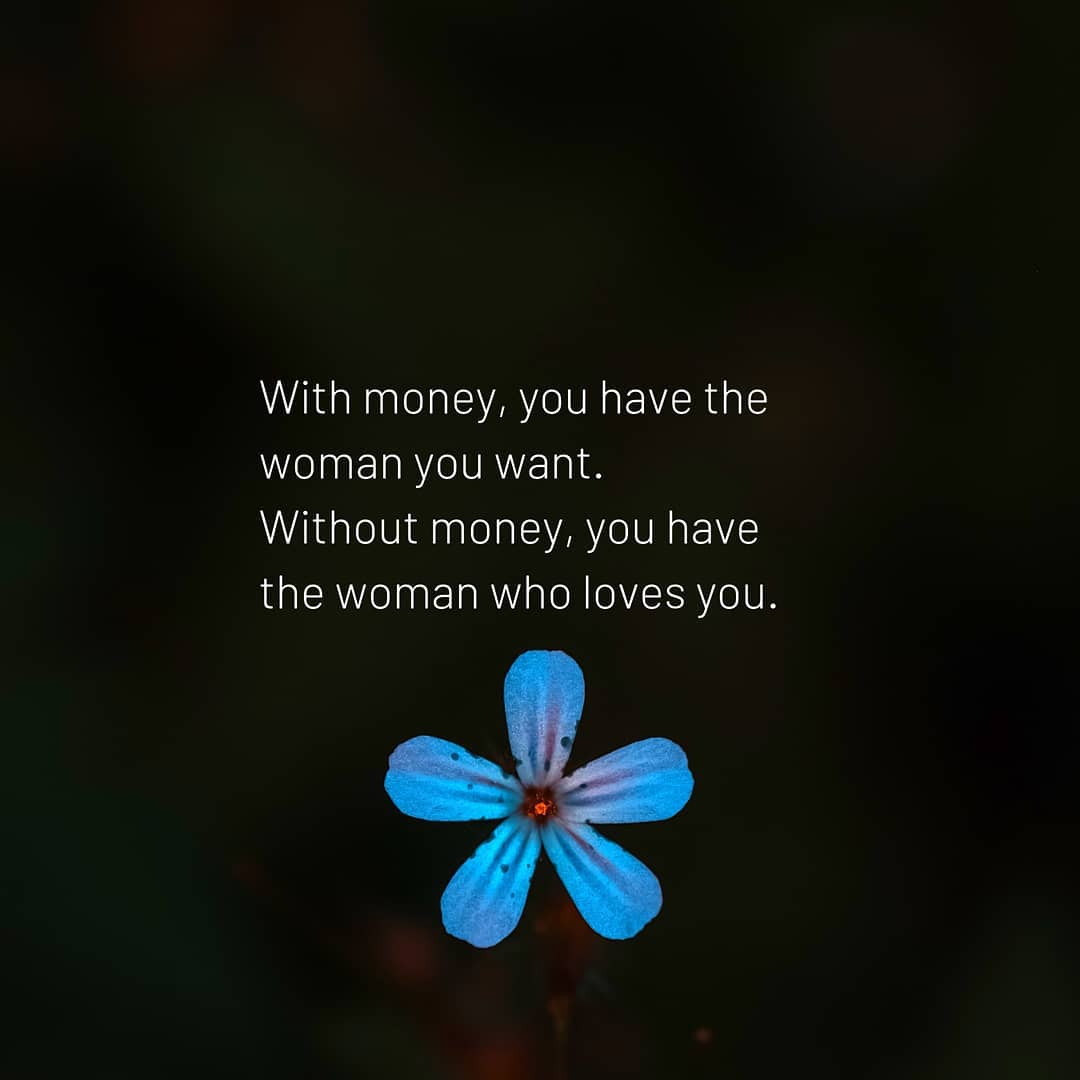 With money, you have the
woman you want.
Without money, you have
the woman who loves you.